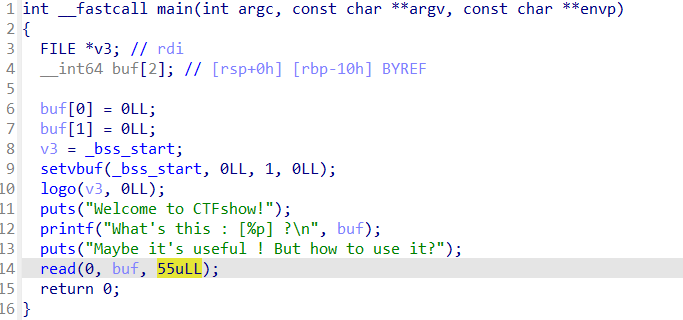 1 int __fastcall main(int argc, const char **argv, const char **envp)
2 {
3 FILE *v3; // rdi
4 __int64 buf[2]; // [rsp+0h] [rbp-10h] BYREF
5
6 buf[0] = 0LL;
7 buf[1] = 0LL;
8 v3 = _bss_start;
9 setvbuf(_bss_start, 0LL, 1, 0LL);
10 logo(v3, 0LL);
11 puts("Welcome to CTFshow!");
12 printf("What's this : [%p] ?\n", buf);
13 puts("Maybe it's useful ! But how to use it?");
14 read(0, buf, 55uLL);
15 return 0;
16 }